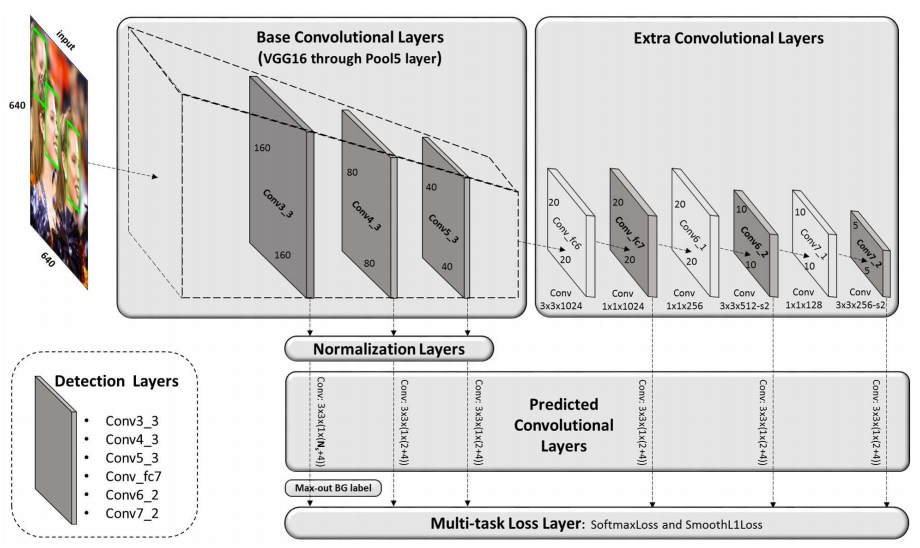 input
640
640
Base Convolutional Layers
(VGG16 through Pool5 layer)
160
Conv3_3
160
80
Conv4_3
80
40
Conv5_3
40
Extra Convolutional Layers
20
Conv_fc6
20
Conv
3x3x1024
20
Conv_fc7
20
Conv
1x1x1024
20
Conv6_1
20
Conv
1x1x256
10
Conv6_2
10
Conv
3x3x512-s2
10
Conv7_1
10
Conv
1x1x128
5
Conv7_2
5
Conv
3x3x256-s2
Normalization Layers
Detection Layers
• Conv3_3
• Conv4_3
• Conv5_3
• Conv_fc7
• Conv6_2
• Conv7_2
Conv: 3x3x(1x(Ns+4))
Conv: 3x3x(1x(2+4))
Conv: 3x3x(1x(2+4))
Predicted
Convolutional
Layers
Conv: 3x3x(1x(2+4))
Conv: 3x3x(1x(2+4))
Conv: 3x3x(1x(2+4))
Max-out BG label
Multi-task Loss Layer: SoftmaxLoss and SmoothL1Loss